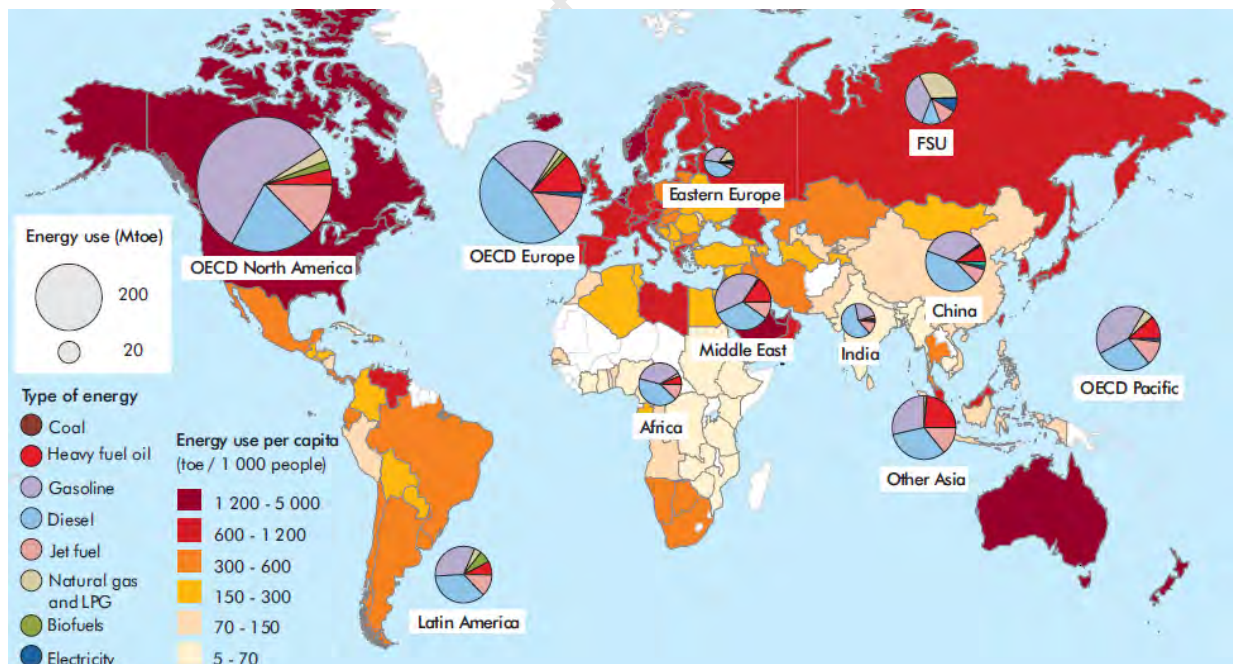 FSU
Eastern Europe
Energy use (Mtoe)
200
20
OECD North America
OECD Europe
China
Middle East
India
OECD Pacific
Africa
Other Asia
Latin America
Type of energy
Coal
Heavy fuel oil
Gasoline
Diesel
Jet fuel
Natural gas
and LPG
Biofuels
Electricity
Energy use per capita
(toe / 1 000 people)
1 200 - 5 000
600 - 1 200
300 - 600
150 - 300
70 - 150
5 - 70